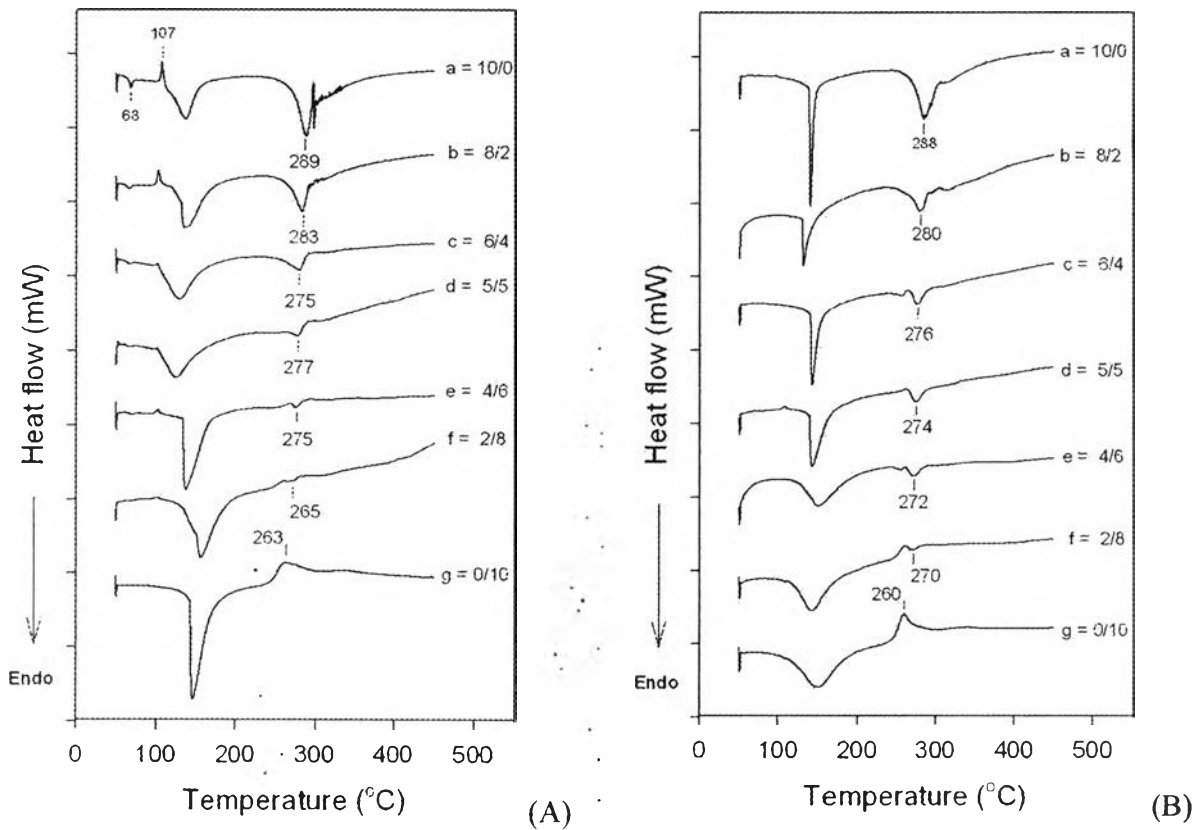 107
68
a = 10/0
289
b = 8/2
283
c = 6/4
275
d = 5/5
277
e = 4/6
275
f = 2/8
265
263
g = 0/10
Heat flow (mW)
Endo
0 100 200 300 400 500
Temperature (°C)
(A)
a = 10/0
288
b = 8/2
280
c = 6/4
276
d = 5/5
274
e = 4/6
272
f = 2/8
270
260
g = 0/10
Heat flow (mW)
Endo
0 100 200 300 400 500
Temperature (°C)
(B)